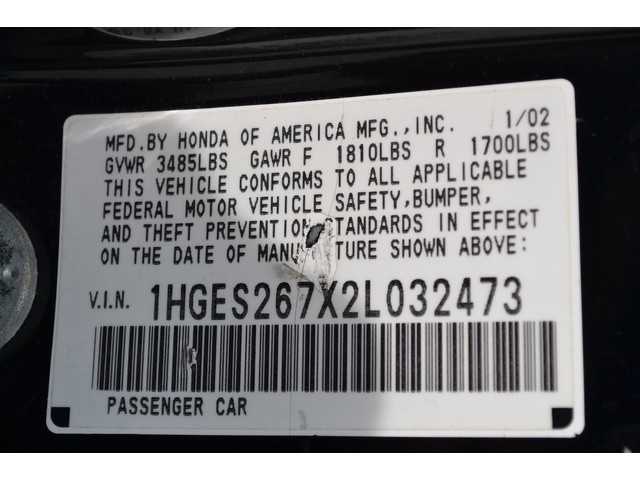 MFD.BY HONDA OF AMERICA MFG.,INC. 1/02
GVWR 3485LBS GAWR F 1810LBS R 1700LBS
THIS VEHICLE CONFORMS TO ALL APPLICABLE
FEDERAL MOTOR VEHICLE SAFETY,BUMPER,
AND THEFT PREVENTION STANDARDS IN EFFECT
ON THE DATE OF MANUFACTURE SHOWN ABOVE:
V.I.N. 1HGES267X2L032473
PASSENGER CAR